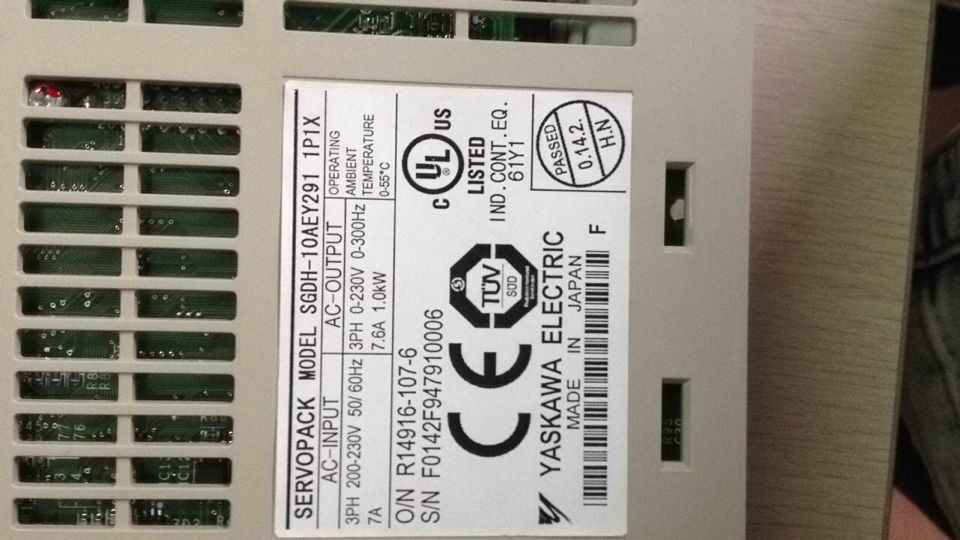 SERVOPACK MODEL SGDH-10AEY291 1P1X
AC-INPUT
3PH 200-230V 50/60Hz
7A
AC-OUTPUT
3PH 0-230V 0-300Hz
7.6A 1.0kW
OPERATING
AMBIENT
TEMPERATURE
0-55°C
O/N R14916-107-6
S/N F0142F947910006
CE
TÜV
SÜD
C UL US
®
LISTED
IND.CONT.EQ.
61Y1
YASKAWA ELECTRIC
MADE IN JAPAN
F
PASSED
0.14.2.
H.N